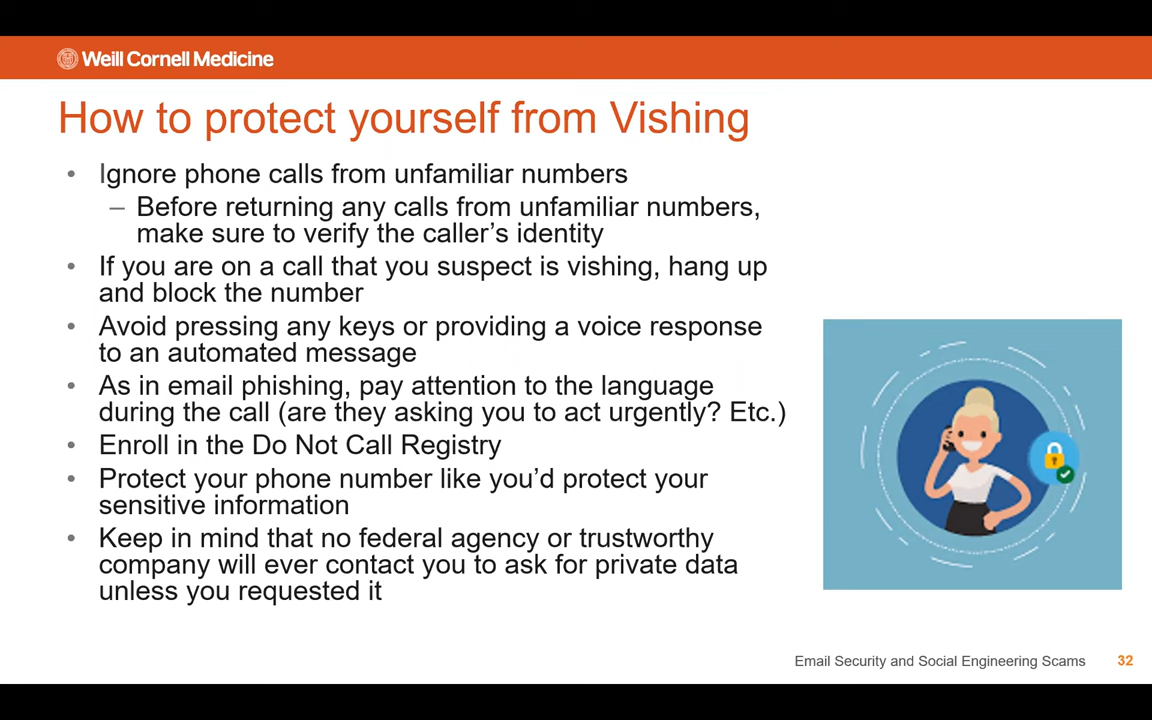 Weill Cornell Medicine
How to protect yourself from Vishing
• Ignore phone calls from unfamiliar numbers
– Before returning any calls from unfamiliar numbers,
make sure to verify the caller’s identity
• If you are on a call that you suspect is vishing, hang up
and block the number
• Avoid pressing any keys or providing a voice response
to an automated message
• As in email phishing, pay attention to the language
during the call (are they asking you to act urgently? Etc.)
• Enroll in the Do Not Call Registry
• Protect your phone number like you’d protect your
sensitive information
• Keep in mind that no federal agency or trustworthy
company will ever contact you to ask for private data
unless you requested it
Email Security and Social Engineering Scams 32